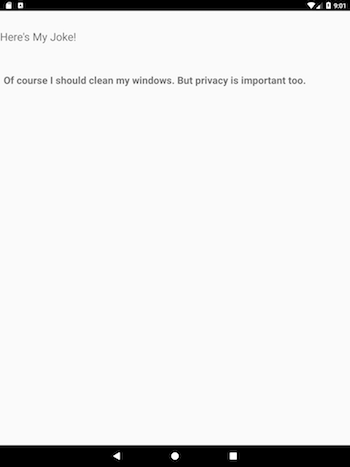 9:01
Here's My Joke!
Of course I should clean my windows. But privacy is important too.